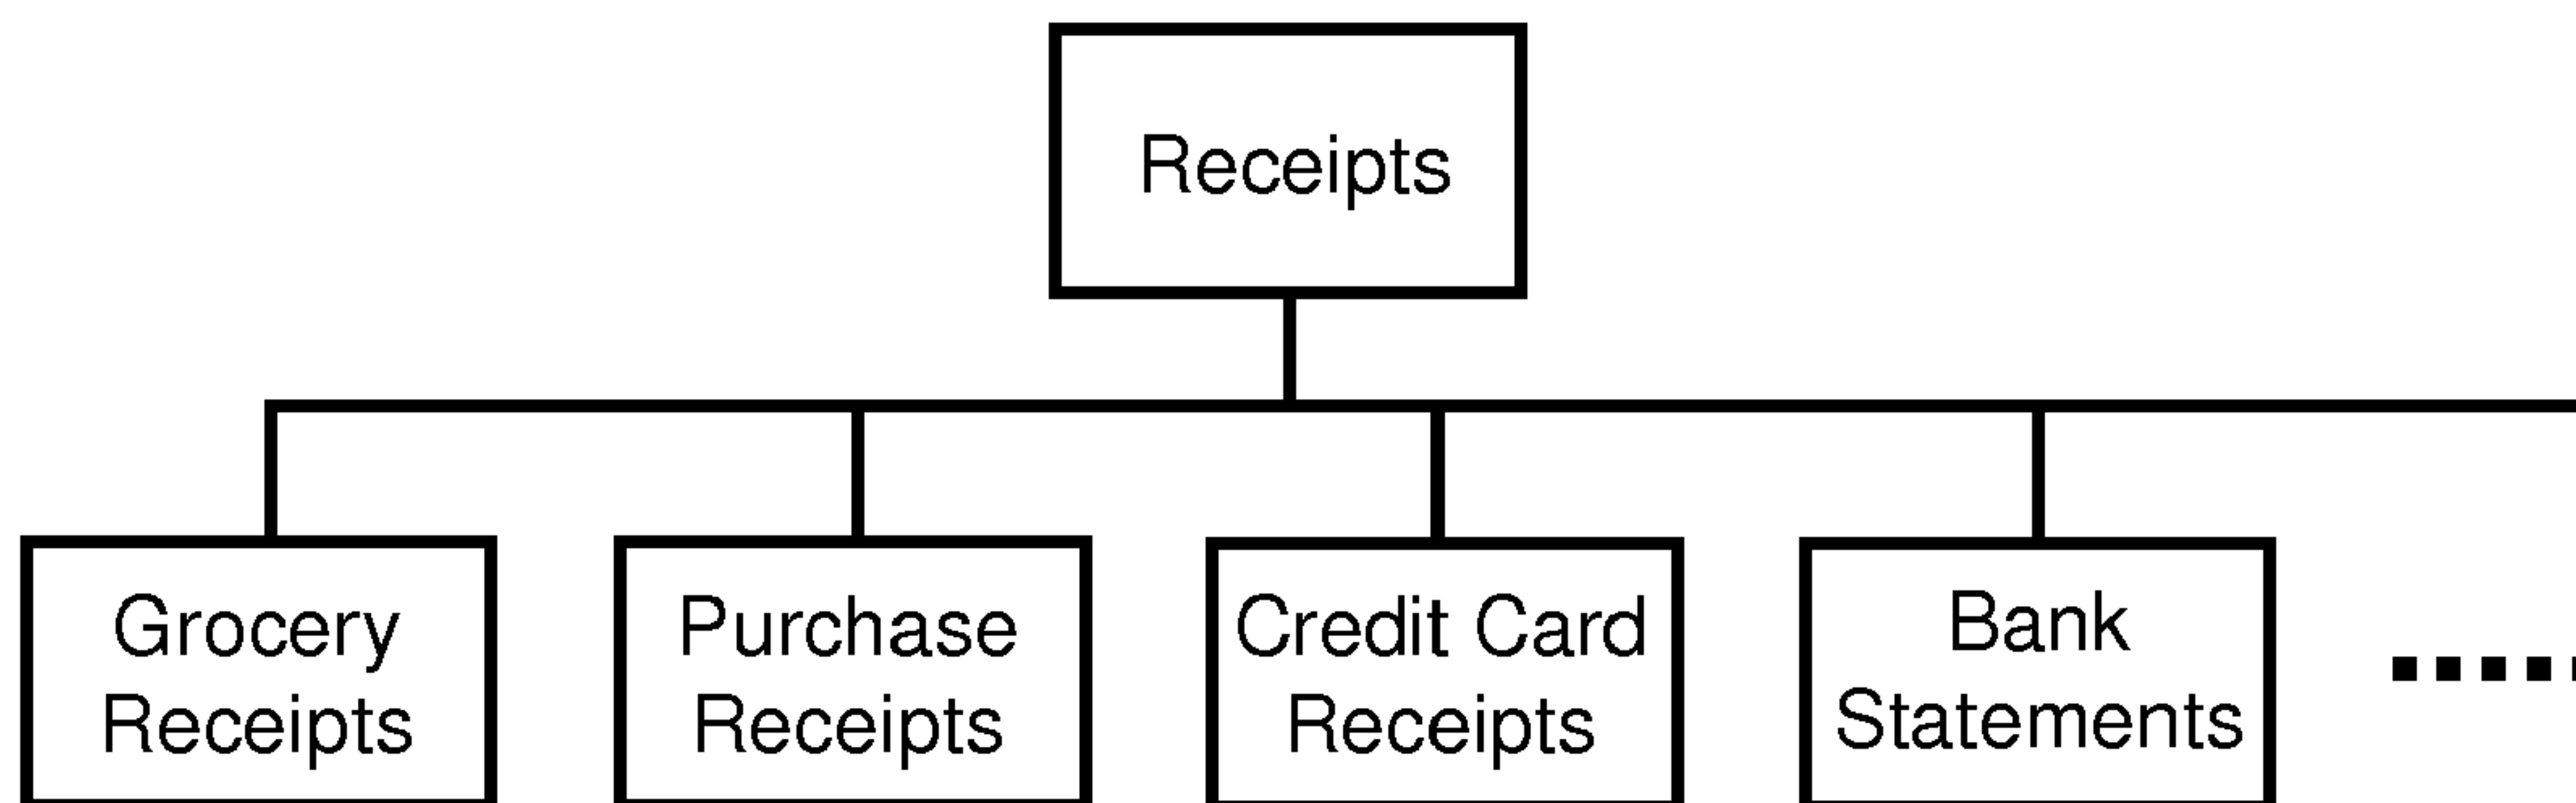 Receipts
Grocery
Receipts
Purchase
Receipts
Credit Card
Receipts
Bank
Statements